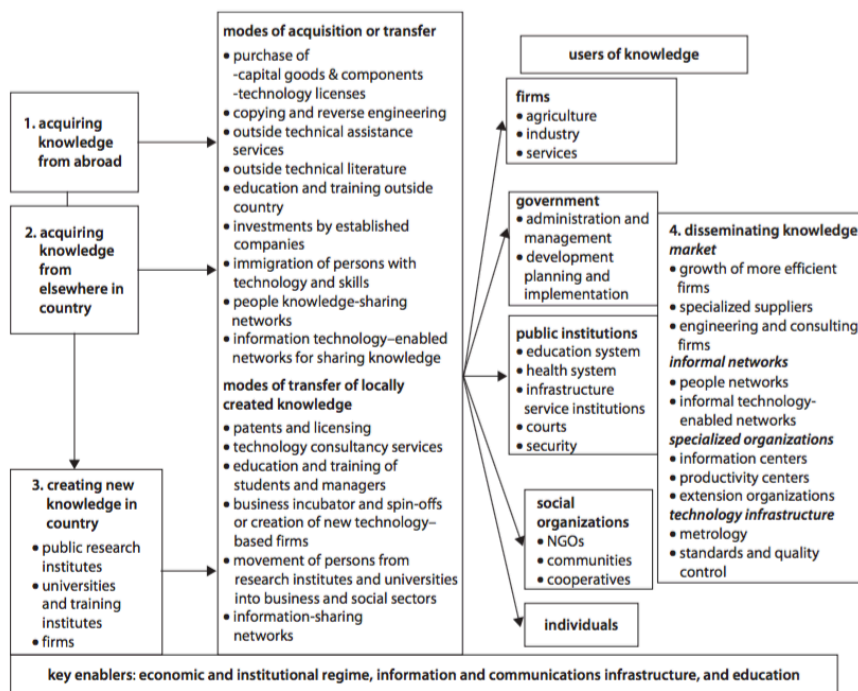 1. acquiring
knowledge
from abroad
2. acquiring
knowledge
from
elsewhere in
country
3. creating new
knowledge in
country
• public research
institutes
• universities
and training
institutes
• firms
modes of acquisition or transfer
• purchase of
-capital goods & components
-technology licenses
• copying and reverse engineering
• outside technical assistance
services
• outside technical literature
• education and training outside
country
• investments by established
companies
• immigration of persons with
technology and skills
• people knowledge-sharing
networks
• information technology–enabled
networks for sharing knowledge
modes of transfer of locally
created knowledge
• patents and licensing
• technology consultancy services
• education and training of
students and managers
• business incubator and spin-offs
or creation of new technology–
based firms
• movement of persons from
research institutes and universities
into business and social sectors
• information-sharing
networks
users of knowledge
firms
• agriculture
• industry
• services
government
• administration and
management
• development
planning and
implementation
public institutions
• education system
• health system
• infrastructure
service institutions
• courts
• security
social
organizations
• NGOs
• communities
• cooperatives
individuals
4. disseminating knowledge
market
• growth of more efficient
firms
• specialized suppliers
• engineering and consulting
firms
informal networks
• people networks
• informal technology-
enabled networks
specialized organizations
• information centers
• productivity centers
• extension organizations
technology infrastructure
• metrology
• standards and quality
control
key enablers: economic and institutional regime, information and communications infrastructure, and education